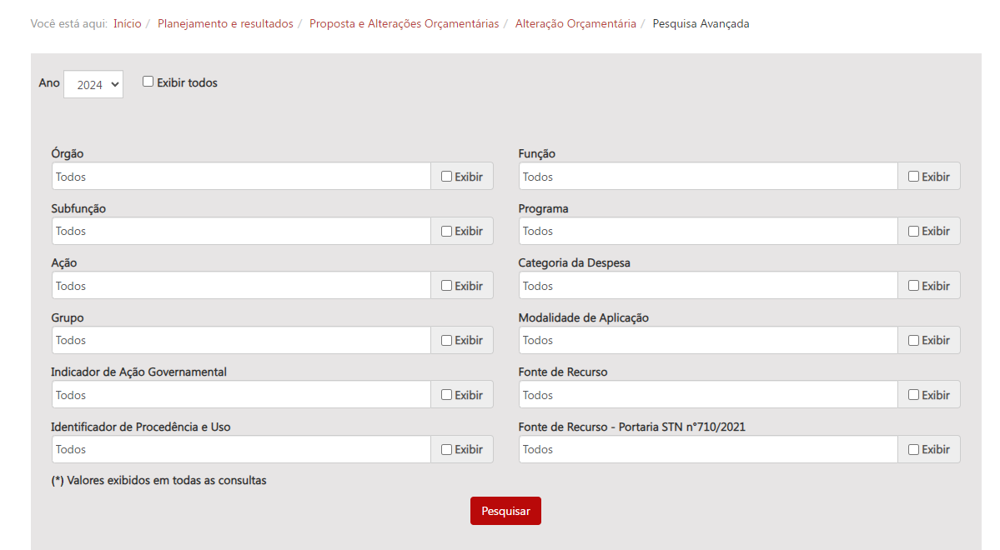 Você está aqui: Início / Planejamento e resultados / Proposta e Alterações Orçamentárias / Alteração Orçamentária / Pesquisa Avançada
Ano 2024 Exibir todos
Órgão Função
Todos Exibir Todos Exibir
Subfunção Programa
Todos Exibir Todos Exibir
Ação Categoria da Despesa
Todos Exibir Todos Exibir
Grupo Modalidade de Aplicação
Todos Exibir Todos Exibir
Indicador de Ação Governamental Fonte de Recurso
Todos Exibir Todos Exibir
Identificador de Procedência e Uso Fonte de Recurso - Portaria STN n°710/2021
Todos Exibir Todos Exibir
(*) Valores exibidos em todas as consultas
Pesquisar